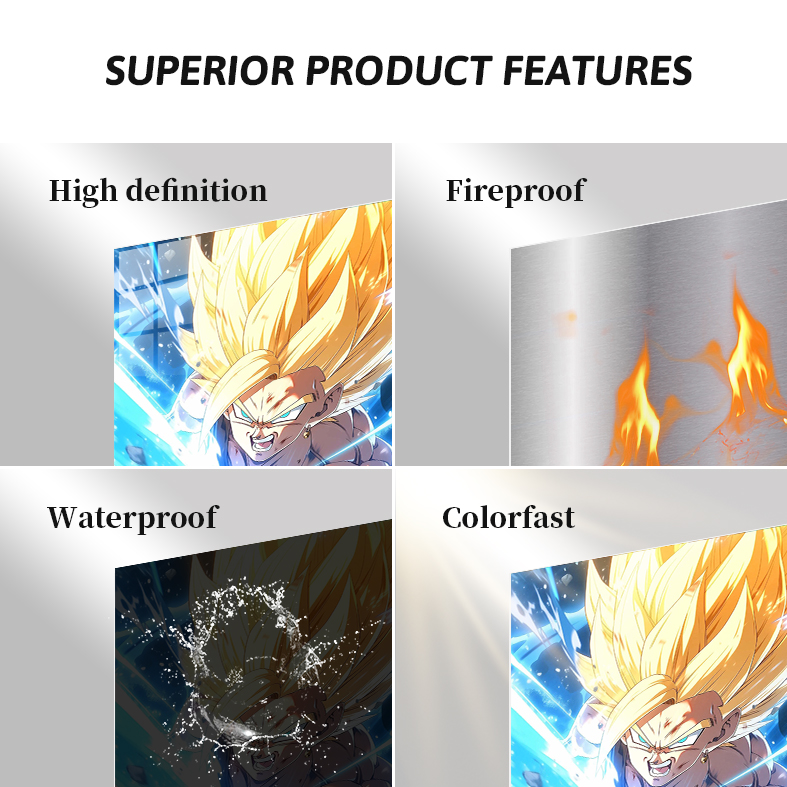 SUPERIOR PRODUCT FEATURES
High definition
Fireproof
Waterproof
Colorfast